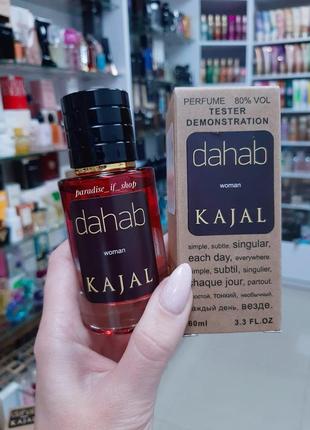 paradise_if_shop
dahab
woman
KAJAL
PERFUME 80% VOL
TESTER
DEMONSTRATION
dahab
woman
KAJAL
simple, subtle. singular,
each day, everywhere.
simple, subtil, singulier,
chaque jour, partout.
простой, тонкий, необычный,
каждый день, везде.
60ml 3.3 FL.OZ